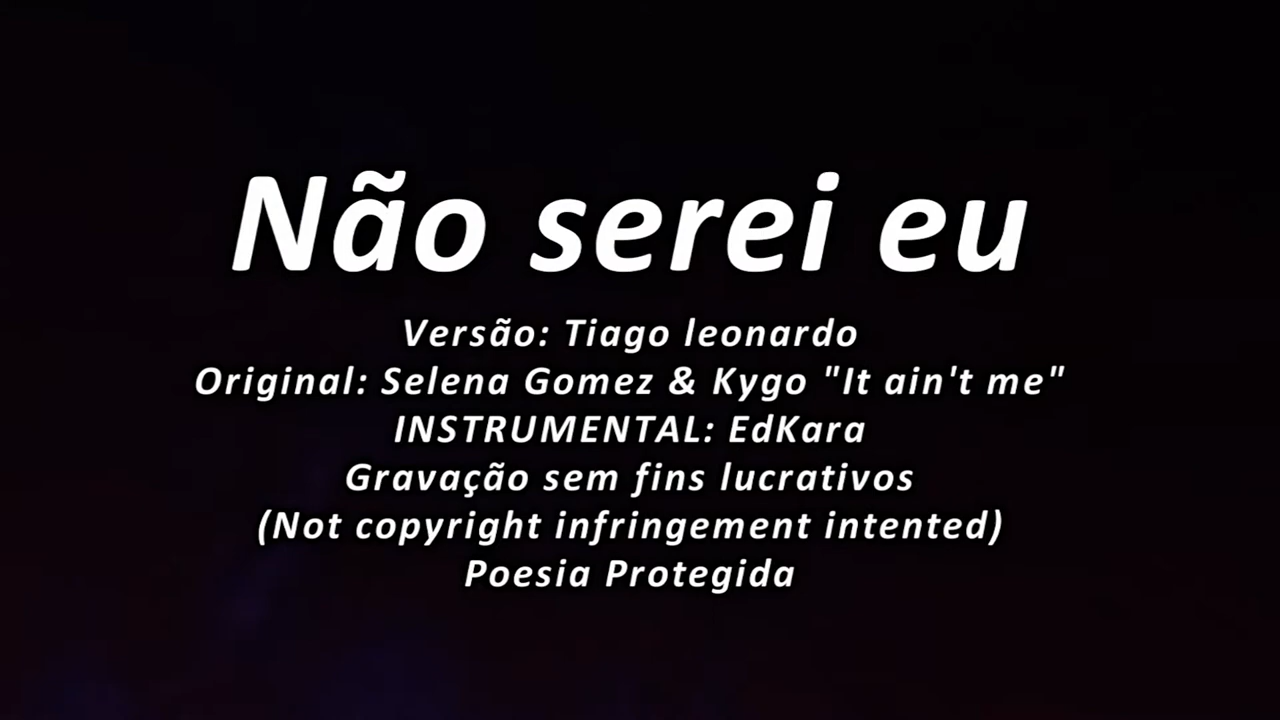 Não serei eu
Versão: Tiago leonardo
Original: Selena Gomez & Kygo "It ain't me"
INSTRUMENTAL: EdKara
Gravação sem fins lucrativos
(Not copyright infringement intented)
Poesia Protegida